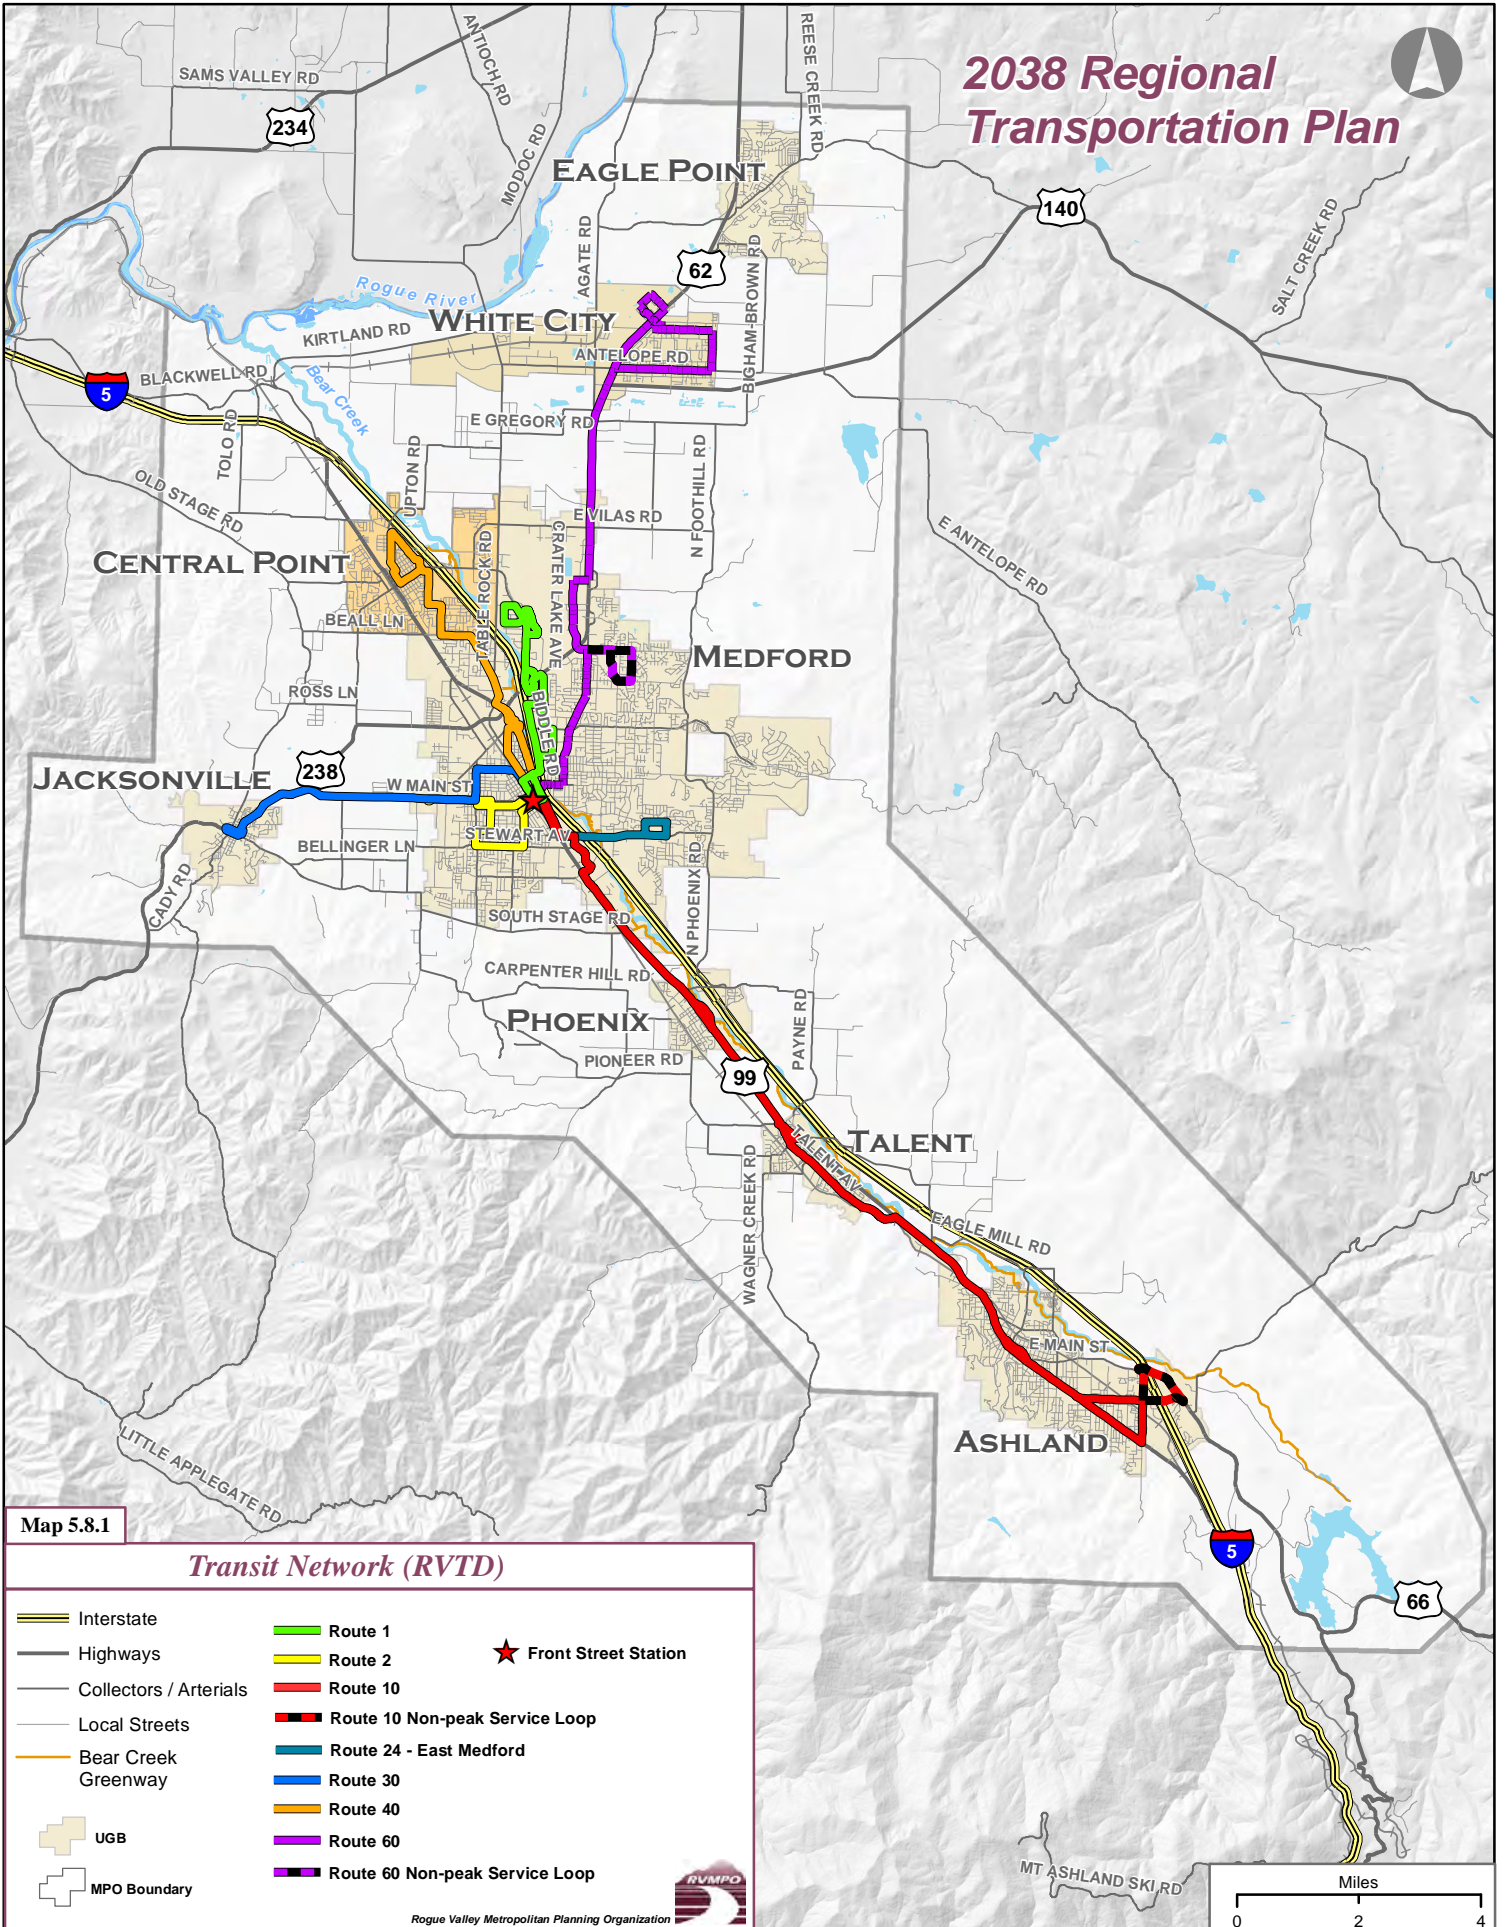 2038 Regional
Transportation Plan
SAMS VALLEY RD
ANTIOCH RD
REESE CREEK RD
234
MODOC RD
EAGLE POINT
140
SALT CREEK RD
AGATE RD
62
BIGHAM-BROWN RD
Rogue River
WHITE CITY
KIRTLAND RD
ANTELOPE RD
BLACKWELL RD
5
Bear Creek
TOLO RD
E GREGORY RD
UPTON RD
N FOOTHILL RD
OLD STAGE RD
E VILAS RD
CRATER LAKE AVE
TABLE ROCK RD
E ANTELOPE RD
CENTRAL POINT
BEALL LN
MEDFORD
ROSS LN
BIDDLE RD
JACKSONVILLE
238
W MAIN ST
STEWART AV
BELLINGER LN
N PHOENIX RD
CADY RD
SOUTH STAGE RD
CARPENTER HILL RD
PHOENIX
PAYNE RD
PIONEER RD
99
TALENT
TALENT AV
WAGNER CREEK RD
EAGLE MILL RD
E MAIN ST
ASHLAND
LITTLE APPLEGATE RD
5
66
MT ASHLAND SKI RD
Map 5.8.1
Transit Network (RVTD)
Interstate
Highways
Collectors / Arterials
Local Streets
Bear Creek
Greenway
UGB
MPO Boundary
Route 1
Route 2
Route 10
Route 10 Non-peak Service Loop
Route 24 - East Medford
Route 30
Route 40
Route 60
Route 60 Non-peak Service Loop
Front Street Station
RVMPO
Rogue Valley Metropolitan Planning Organization
Miles
0 2 4